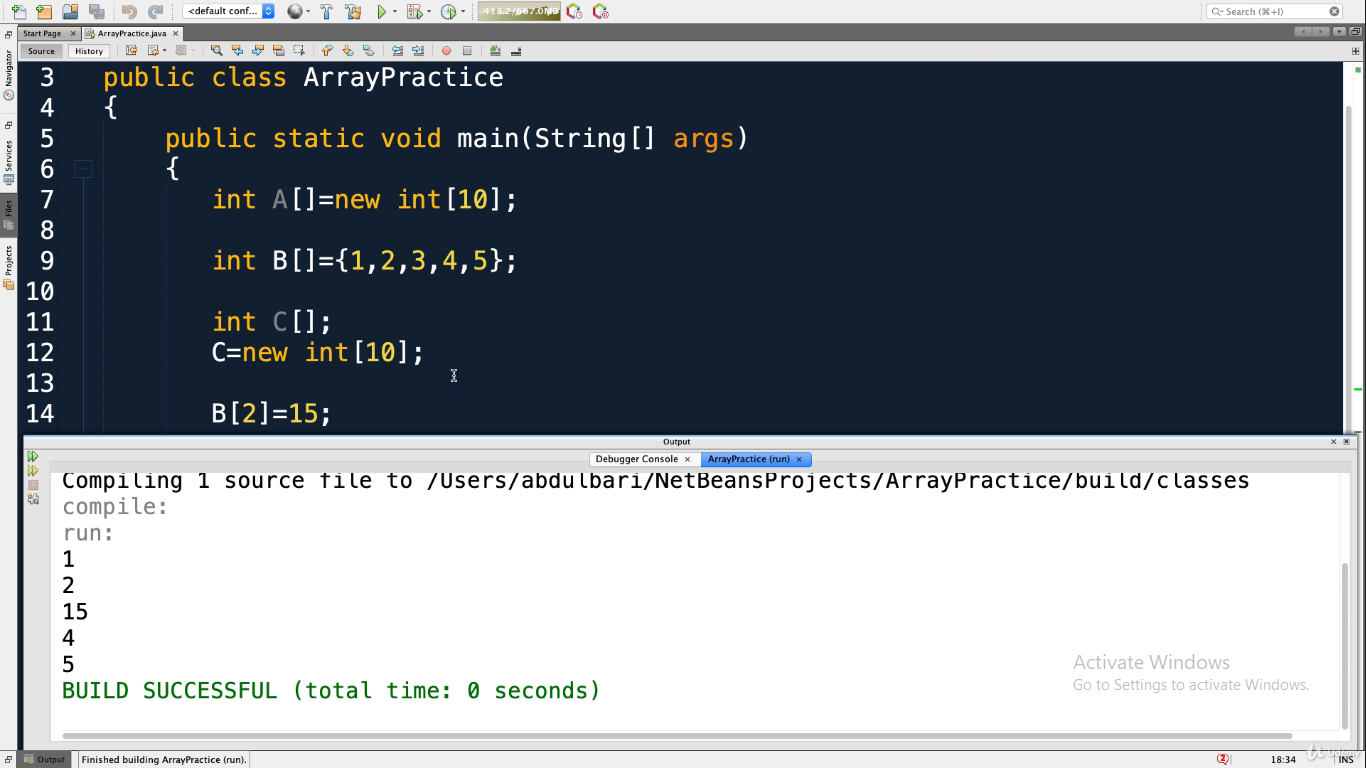 <default conf...
413.2/667.0MB
Search (⌘+I)
Start Page
ArrayPractice.java
Source
History
Navigator
Services
Files
Projects
3 public class ArrayPractice
4 {
5 public static void main(String[] args)
6 {
7 int A[]=new int[10];
8
9 int B[]={1,2,3,4,5};
10
11 int C[];
12 C=new int[10];
13
14 B[2]=15;
Output
Debugger Console
ArrayPractice (run)
Compiling 1 source file to /Users/abdulbari/NetBeansProjects/ArrayPractice/build/classes
compile:
run:
1
2
15
4
5
BUILD SUCCESSFUL (total time: 0 seconds)
Activate Windows
Go to Settings to activate Windows.
Output
Finished building ArrayPractice (run).
2
18:34
INS
Udemy